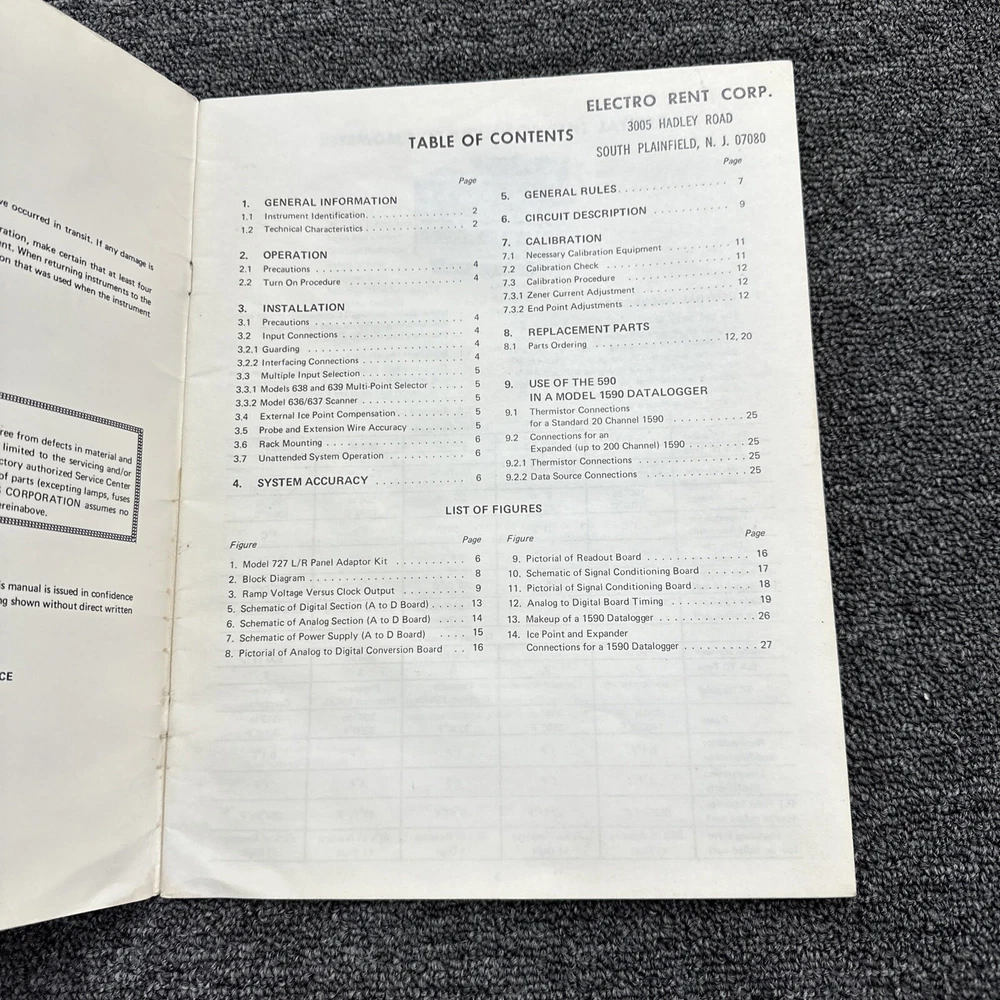 ve occurred in transit. If any damage is
ration, make certain that at least four
nt. When returning instruments to the
on that was used when the instrument
ree from defects in material and
limited to the servicing and/or
ctory authorized Service Center
of parts (excepting lamps, fuses
CORPORATION assumes no
ereinabove.
s manual is issued in confidence
ng shown without direct written
CE
ELECTRO RENT CORP.
3005 HADLEY ROAD
SOUTH PLAINFIELD, N. J. 07080
TABLE OF CONTENTS
Page
1. GENERAL INFORMATION
1.1 Instrument Identification. . . . . . . . . . . . . . 2
1.2 Technical Characteristics . . . . . . . . . . . . . . 2
2. OPERATION
2.1 Precautions . . . . . . . . . . . . . . . . . . . . . 4
2.2 Turn On Procedure . . . . . . . . . . . . . . . . 4
3. INSTALLATION
3.1 Precautions . . . . . . . . . . . . . . . . . . . . . 4
3.2 Input Connections . . . . . . . . . . . . . . . . . 4
3.2.1 Guarding . . . . . . . . . . . . . . . . . . . . . . 4
3.2.2 Interfacing Connections . . . . . . . . . . . . . . 4
3.3 Multiple Input Selection . . . . . . . . . . . . . . 5
3.3.1 Models 638 and 639 Multi-Point Selector . . . . . 5
3.3.2 Model 636/637 Scanner . . . . . . . . . . . . . . 5
3.4 External Ice Point Compensation . . . . . . . . . . 5
3.5 Probe and Extension Wire Accuracy . . . . . . . . 5
3.6 Rack Mounting . . . . . . . . . . . . . . . . . . . 6
3.7 Unattended System Operation . . . . . . . . . . . 6
4. SYSTEM ACCURACY . . . . . . . . . . . . . 6
Page
5. GENERAL RULES. . . . . . . . . . . . . . . 7
6. CIRCUIT DESCRIPTION . . . . . . . . . . 9
7. CALIBRATION
7.1 Necessary Calibration Equipment . . . . . . . . . 11
7.2 Calibration Check . . . . . . . . . . . . . . . . . 11
7.3 Calibration Procedure . . . . . . . . . . . . . . . 12
7.3.1 Zener Current Adjustment . . . . . . . . . . . . . 12
7.3.2 End Point Adjustments . . . . . . . . . . . . . . 12
8. REPLACEMENT PARTS
8.1 Parts Ordering . . . . . . . . . . . . . . . . . . 12, 20
9. USE OF THE 590
IN A MODEL 1590 DATALOGGER
9.1 Thermistor Connections
for a Standard 20 Channel 1590 . . . . . . . . . . 25
9.2 Connections for an
Expanded (up to 200 Channel) 1590 . . . . . . . . . 25
9.2.1 Thermistor Connections . . . . . . . . . . . . . . 25
9.2.2 Data Source Connections . . . . . . . . . . . . . 25
LIST OF FIGURES
Figure Page
1. Model 727 L/R Panel Adaptor Kit . . . . . . . . . . 6
2. Block Diagram . . . . . . . . . . . . . . . . . . . . 8
3. Ramp Voltage Versus Clock Output . . . . . . . . . 9
5. Schematic of Digital Section (A to D Board) . . . . . 13
6. Schematic of Analog Section (A to D Board) . . . . 14
7. Schematic of Power Supply (A to D Board) . . . . 15
8. Pictorial of Analog to Digital Conversion Board . . 16
Figure Page
9. Pictorial of Readout Board . . . . . . . . . . . . . 16
10. Schematic of Signal Conditioning Board . . . . . . . 17
11. Pictorial of Signal Conditioning Board . . . . . . . . 18
12. Analog to Digital Board Timing . . . . . . . . . . . 19
13. Makeup of a 1590 Datalogger . . . . . . . . . . . . 26
14. Ice Point and Expander
Connections for a 1590 Datalogger . . . . . . . . . . 27